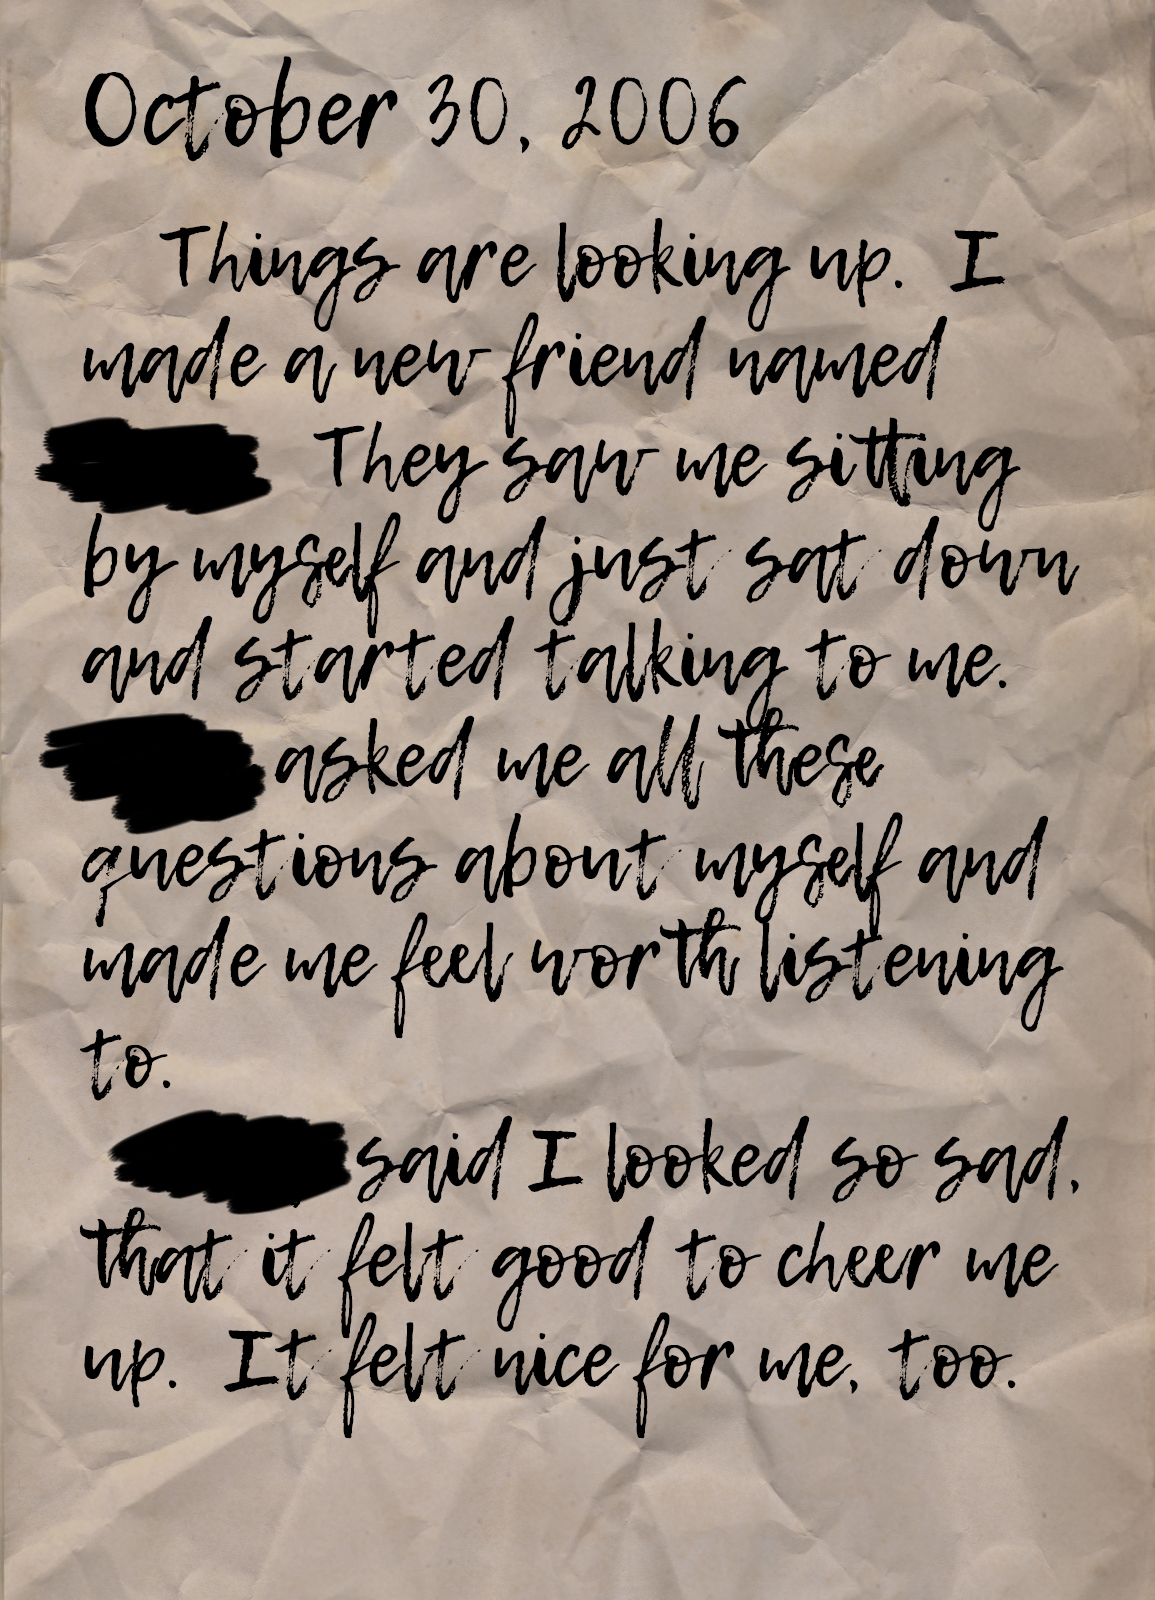 October 30, 2006
Things are looking up. I
made a new friend named
They saw me sitting
by myself and just sat down
and started talking to me.
asked me all these
questions about myself and
made me feel worth listening
to.
said I looked so sad,
that it felt good to cheer me
up. It felt nice for me, too.